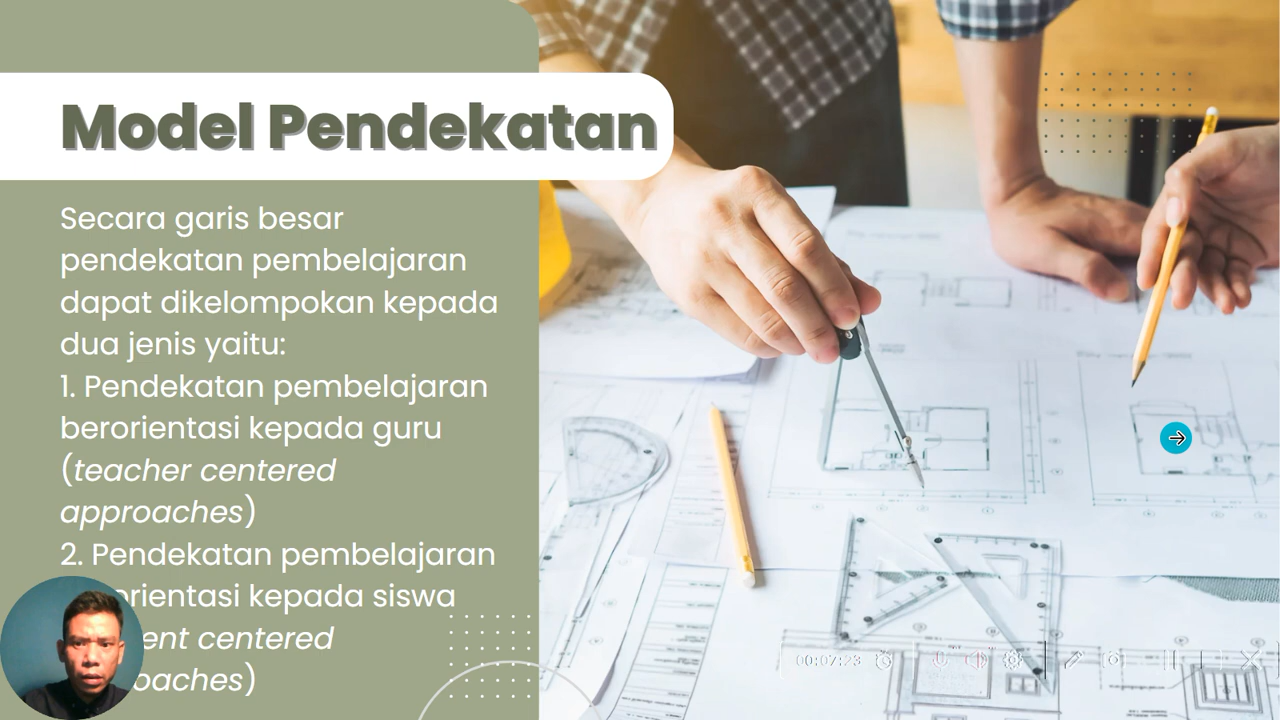 Model Pendekatan
Secara garis besar
pendekatan pembelajaran
dapat dikelompokan kepada
dua jenis yaitu:
1. Pendekatan pembelajaran
berorientasi kepada guru
(teacher centered
approaches)
2. Pendekatan pembelajaran
kepada siswa
centered
00:07:23